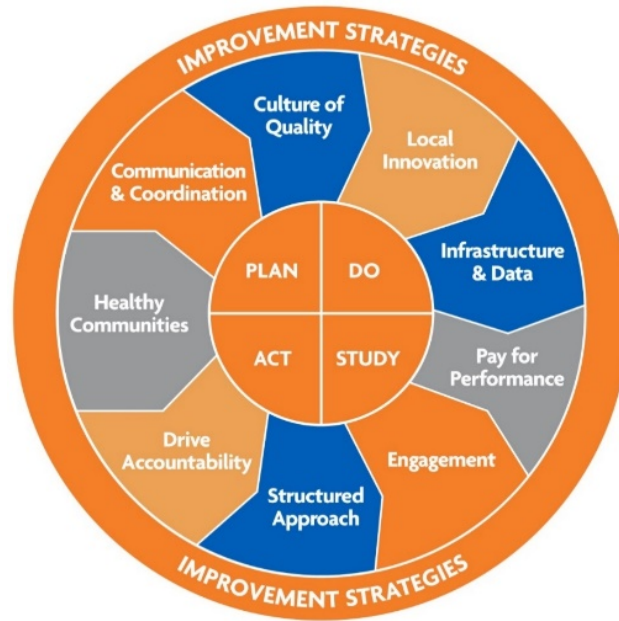 IMPROVEMENT STRATEGIES
Culture of
Quality
Local
Innovation
Communication
& Coordination
Infrastructure
& Data
PLAN
DO
Healthy
Communities
ACT
STUDY
Pay for
Performance
Drive
Accountability
Engagement
Structured
Approach
IMPROVEMENT STRATEGIES